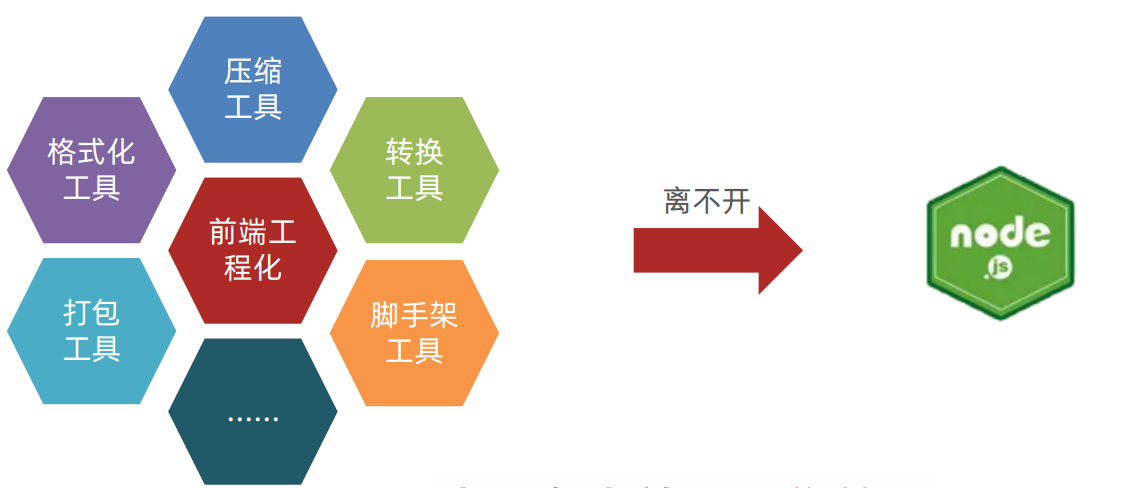 压缩
工具
格式化
工具
转换
工具
前端工
程化
打包
工具
脚手架
工具
......
离不开
node
.js